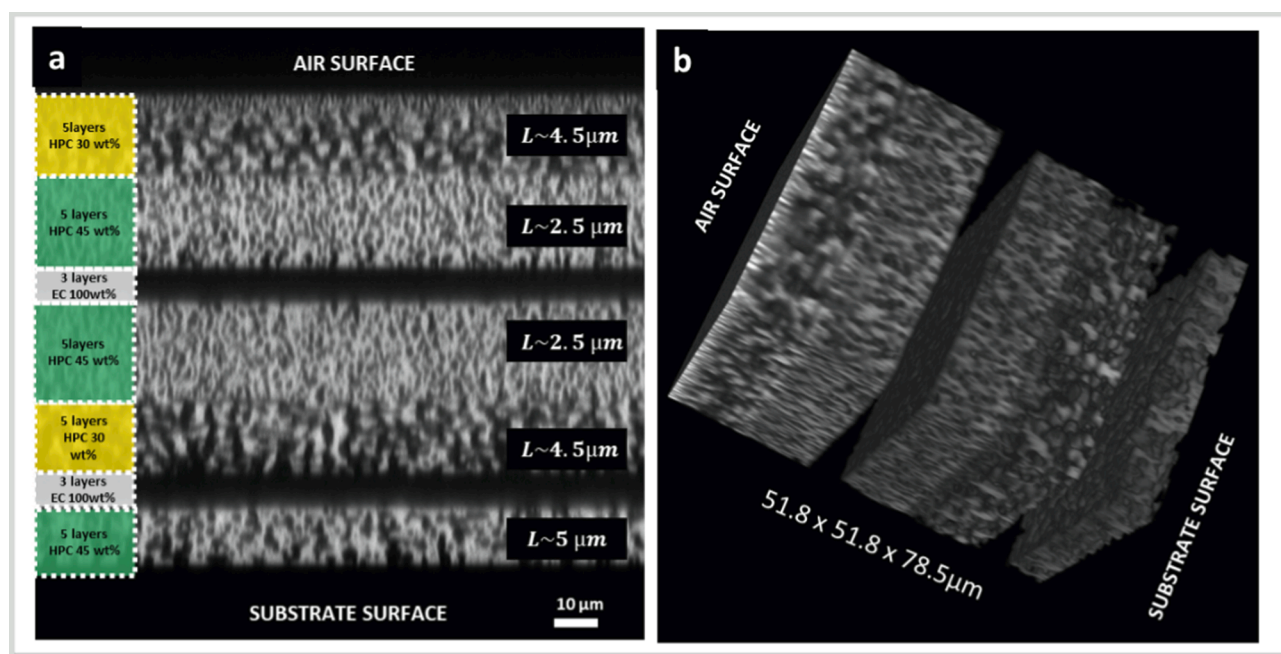 a
AIR SURFACE
5layers
HPC 30 wt%
L~4.5μm
5 layers
HPC 45 wt%
L~2.5 μm
3 layers
EC 100wt%
5layers
HPC 45 wt%
L~2.5 μm
5 layers
HPC 30
wt%
L~4.5μm
3 layers
EC 100wt%
5 layers
HPC 45 wt%
L~5 μm
SUBSTRATE SURFACE
10 μm
b
AIR SURFACE
51.8 x 51.8 x 78.5μm
SUBSTRATE SURFACE